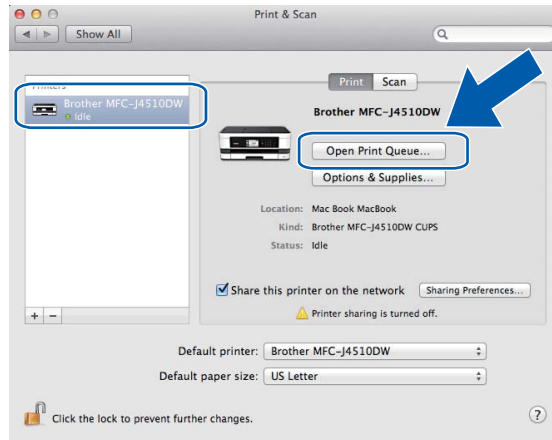 Print & Scan
Show All
Print Scan
Printers
Brother MFC-J4510DW
Idle
Brother MFC-J4510DW
Open Print Queue...
Options & Supplies...
Location: Mac Book MacBook
Kind: Brother MFC-J4510DW CUPS
Status: Idle
Share this printer on the network Sharing Preferences...
Printer sharing is turned off.
+ −
Default printer: Brother MFC-J4510DW
Default paper size: US Letter
Click the lock to prevent further changes. ?